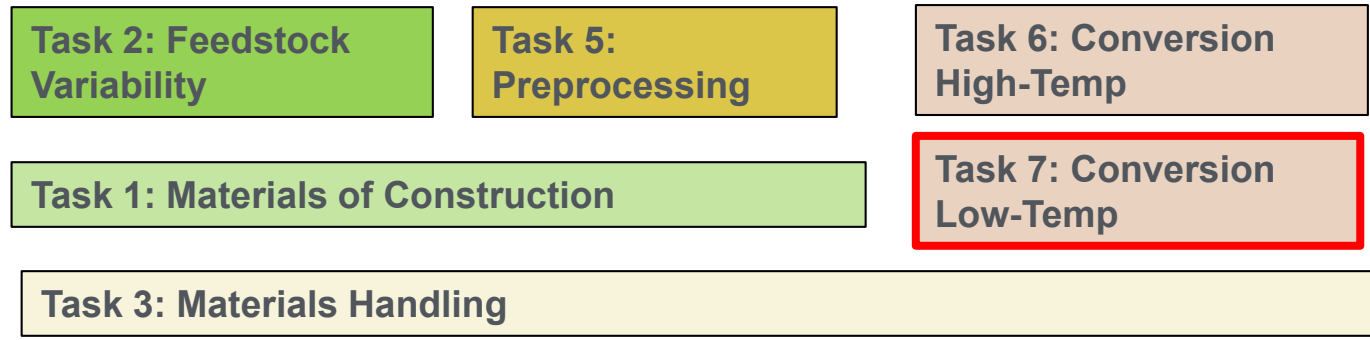 Task 2: Feedstock
Variability
Task 5:
Preprocessing
Task 6: Conversion
High-Temp
Task 1: Materials of Construction
Task 7: Conversion
Low-Temp
Task 3: Materials Handling